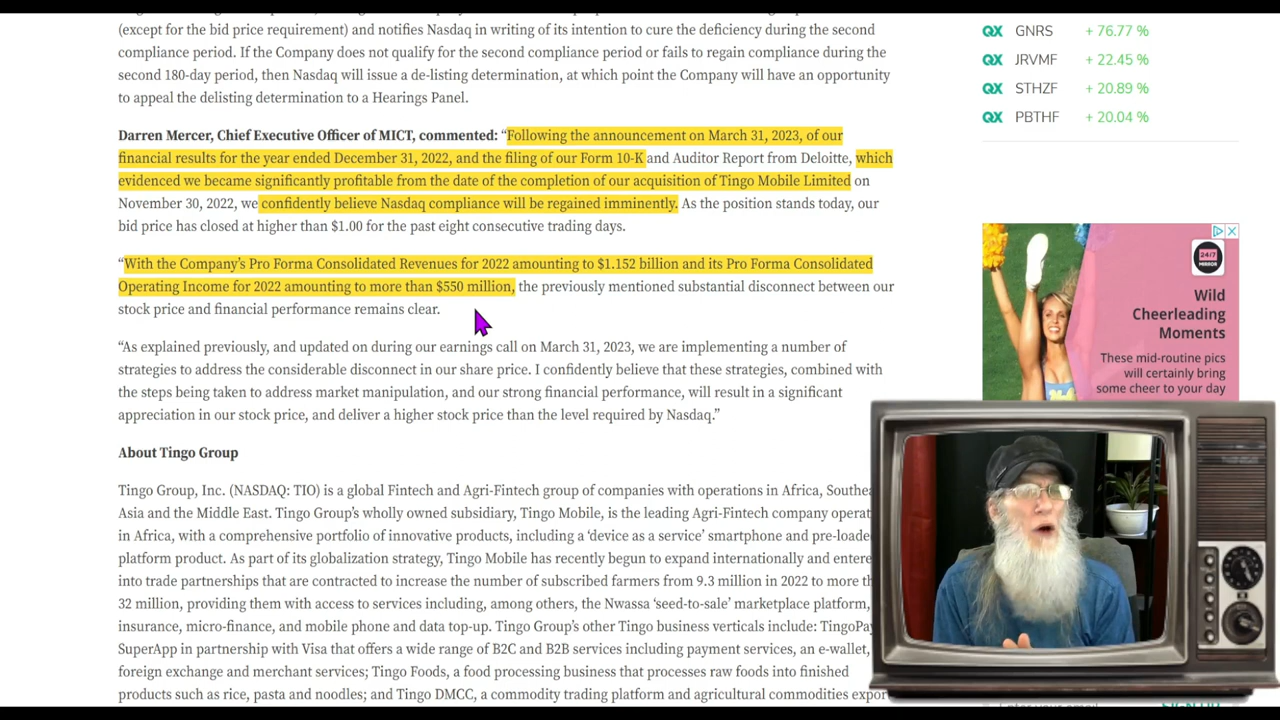 (except for the bid price requirement) and notifies Nasdaq in writing of its intention to cure the deficiency during the second
compliance period. If the Company does not qualify for the second compliance period or fails to regain compliance during the
second 180-day period, then Nasdaq will issue a de-listing determination, at which point the Company will have an opportunity
to appeal the delisting determination to a Hearings Panel.
Darren Mercer, Chief Executive Officer of MICT, commented: “Following the announcement on March 31, 2023, of our
financial results for the year ended December 31, 2022, and the filing of our Form 10-K and Auditor Report from Deloitte, which
evidenced we became significantly profitable from the date of the completion of our acquisition of Tingo Mobile Limited on
November 30, 2022, we confidently believe Nasdaq compliance will be regained imminently. As the position stands today, our
bid price has closed at higher than $1.00 for the past eight consecutive trading days.
“With the Company’s Pro Forma Consolidated Revenues for 2022 amounting to $1.152 billion and its Pro Forma Consolidated
Operating Income for 2022 amounting to more than $550 million, the previously mentioned substantial disconnect between our
stock price and financial performance remains clear.
“As explained previously, and updated on during our earnings call on March 31, 2023, we are implementing a number of
strategies to address the considerable disconnect in our share price. I confidently believe that these strategies, combined with
the steps being taken to address market manipulation, and our strong financial performance, will result in a significant
appreciation in our stock price, and deliver a higher stock price than the level required by Nasdaq.”
About Tingo Group
Tingo Group, Inc. (NASDAQ: TIO) is a global Fintech and Agri-Fintech group of companies with operations in Africa, Southea
Asia and the Middle East. Tingo Group’s wholly owned subsidiary, Tingo Mobile, is the leading Agri-Fintech company operat
in Africa, with a comprehensive portfolio of innovative products, including a ‘device as a service’ smartphone and pre-loade
platform product. As part of its globalization strategy, Tingo Mobile has recently begun to expand internationally and entere
into trade partnerships that are contracted to increase the number of subscribed farmers from 9.3 million in 2022 to more th
32 million, providing them with access to services including, among others, the Nwassa ‘seed-to-sale’ marketplace platform,
insurance, micro-finance, and mobile phone and data top-up. Tingo Group’s other Tingo business verticals include: TingoPay
SuperApp in partnership with Visa that offers a wide range of B2C and B2B services including payment services, an e-wallet,
foreign exchange and merchant services; Tingo Foods, a food processing business that processes raw foods into finished
products such as rice, pasta and noodles; and Tingo DMCC, a commodity trading platform and agricultural commodities expor
QX GNRS + 76.77 %
QX JRVMF + 22.45 %
QX STHZF + 20.89 %
QX PBTHF + 20.04 %
24/7
MIRROR
Wild
Cheerleading
Moments
These mid-routine pics
will certainly bring
some cheer to your day